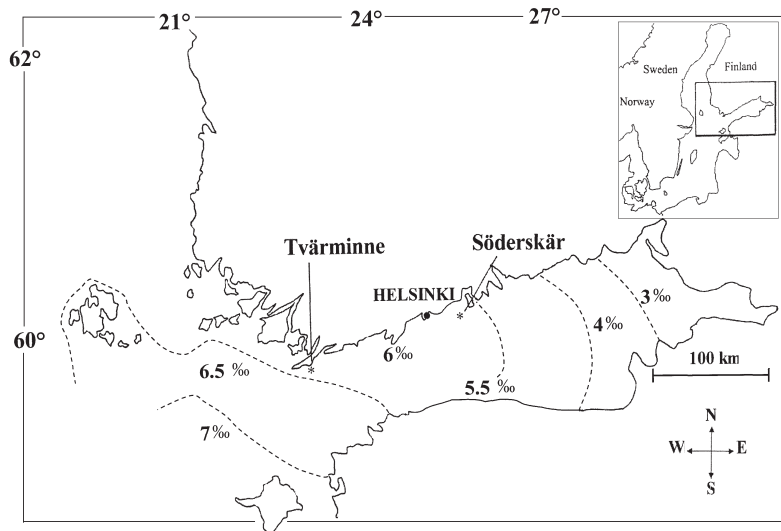 21°
24°
27°
62°
Sweden
Finland
Norway
Tvärminne
Söderskär
HELSINKI
3‰
4‰
60°
6‰
100 km
6.5 ‰
5.5 ‰
7‰
N
W E
S